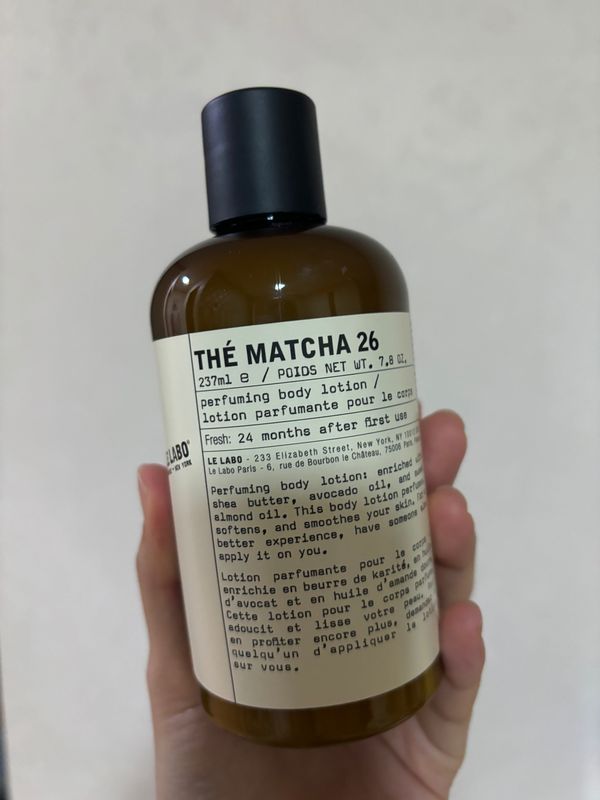 THÉ MATCHA 26
237ml e / POIDS NET WT. 7.8 OZ.
perfuming body lotion /
lotion parfumante pour le corps
Fresh: 24 months after first use
LE LABO - 233 Elizabeth Street, New York, NY
Le Labo Paris - 6, rue de Bourbon le Château, 75006
LE LABO
NEW YORK
Perfuming body lotion: enriched
shea butter, avocado oil, and
almond oil. This body lotion
softens, and smoothes your skin.
better experience, have someone
apply it on you.
Lotion parfumante pour le corps
enrichie en beurre de karité, en
d'avocat et en huile d'amande
Cette lotion pour le corps
adoucit et lisse votre peau.
en profiter encore plus,
quelqu'un d'appliquer la
sur vous.